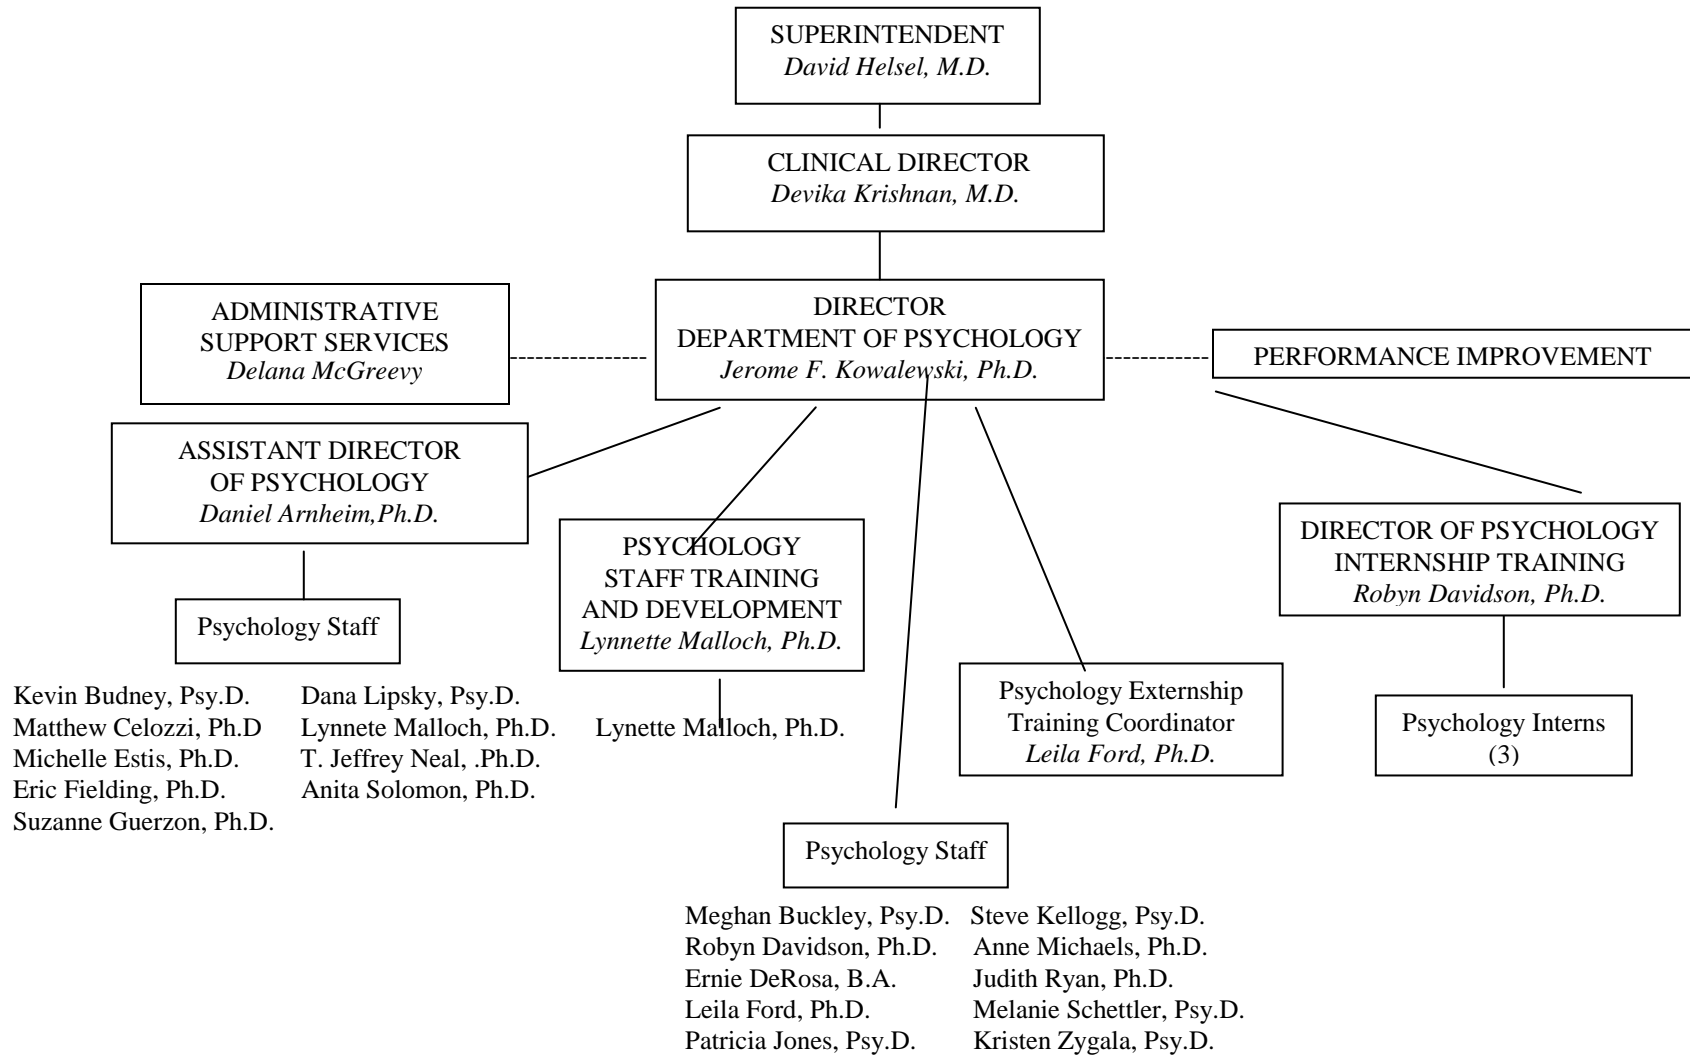 SUPERINTENDENT
David Helsel, M.D.
CLINICAL DIRECTOR
Devika Krishnan, M.D.
ADMINISTRATIVE
SUPPORT SERVICES
Delana McGreevy
DIRECTOR
DEPARTMENT OF PSYCHOLOGY
Jerome F. Kowalewski, Ph.D.
PERFORMANCE IMPROVEMENT
ASSISTANT DIRECTOR
OF PSYCHOLOGY
Daniel Arnheim,Ph.D.
PSYCHOLOGY
STAFF TRAINING
AND DEVELOPMENT
Lynnette Malloch, Ph.D.
DIRECTOR OF PSYCHOLOGY
INTERNSHIP TRAINING
Robyn Davidson, Ph.D.
Psychology Staff
Kevin Budney, Psy.D. Dana Lipsky, Psy.D.
Matthew Celozzi, Ph.D Lynnete Malloch, Ph.D.
Michelle Estis, Ph.D. T. Jeffrey Neal, .Ph.D.
Eric Fielding, Ph.D. Anita Solomon, Ph.D.
Suzanne Guerzon, Ph.D.
Lynette Malloch, Ph.D.
Psychology Externship
Training Coordinator
Leila Ford, Ph.D.
Psychology Interns
(3)
Psychology Staff
Meghan Buckley, Psy.D. Steve Kellogg, Psy.D.
Robyn Davidson, Ph.D. Anne Michaels, Ph.D.
Ernie DeRosa, B.A. Judith Ryan, Ph.D.
Leila Ford, Ph.D. Melanie Schettler, Psy.D.
Patricia Jones, Psy.D. Kristen Zygala, Psy.D.